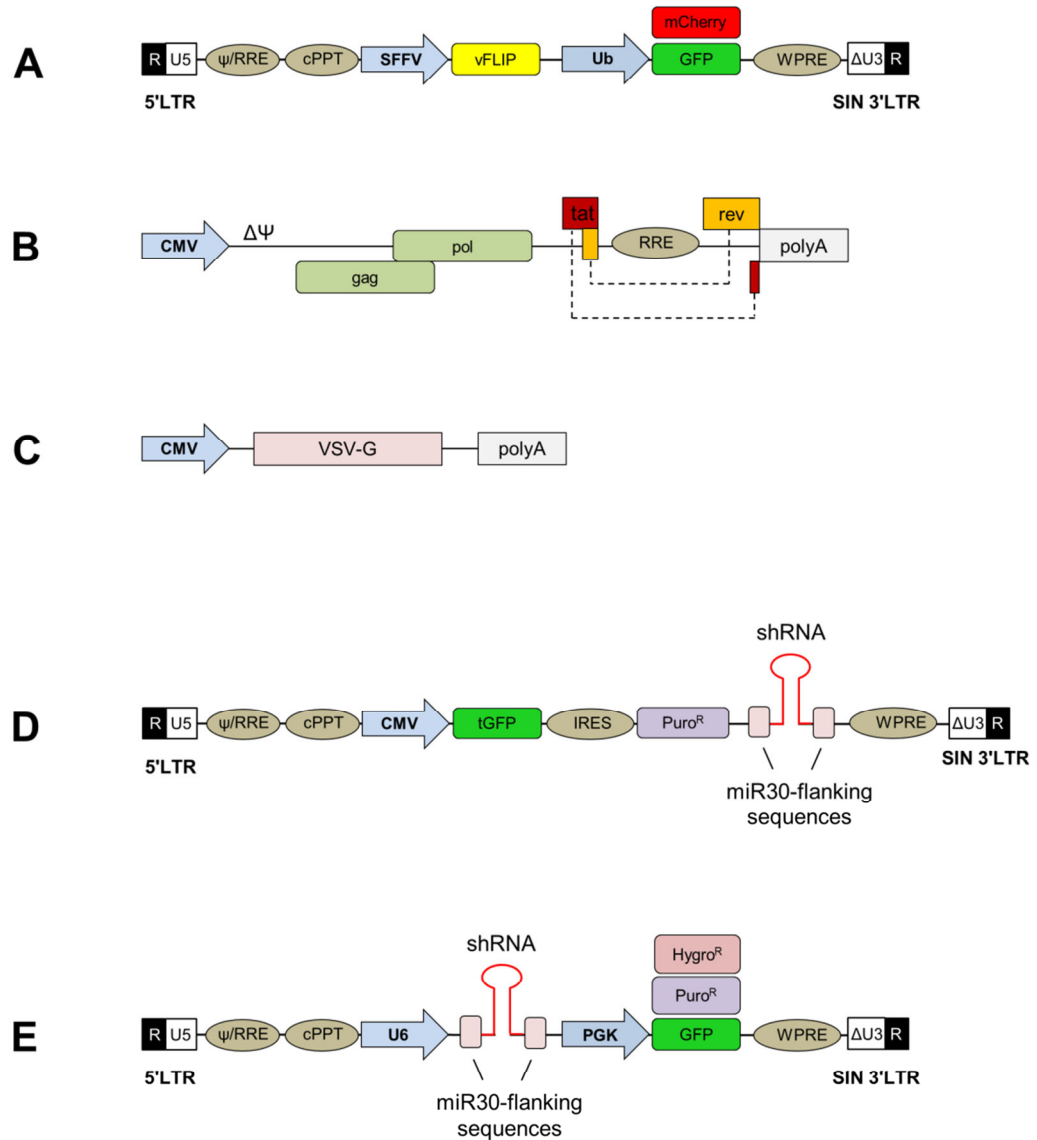 A
mCherry
R U5 ψ/RRE cPPT SFFV vFLIP Ub GFP WPRE ΔU3 R
5'LTR SIN 3'LTR
B
tat rev
CMV ΔΨ pol RRE polyA
gag
C
CMV VSV-G polyA
D
shRNA
R U5 ψ/RRE cPPT CMV tGFP IRES Puroᴿ WPRE ΔU3 R
5'LTR SIN 3'LTR
miR30-flanking
sequences
E
shRNA
Hygroᴿ
Puroᴿ
R U5 ψ/RRE cPPT U6 PGK GFP WPRE ΔU3 R
5'LTR SIN 3'LTR
miR30-flanking
sequences